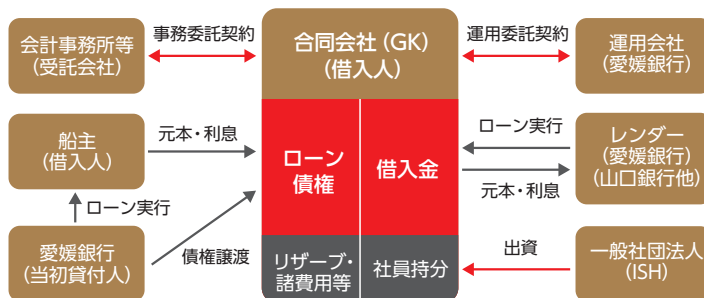 会計事務所等
(受託会社)
事務委託契約
合同会社(GK)
(借入人)
運用委託契約
運用会社
(愛媛銀行)
船主
(借入人)
元本・利息
ローン
債権
借入金
ローン実行
元本・利息
レンダー
(愛媛銀行)
(山口銀行他)
ローン実行
愛媛銀行
(当初貸付人)
債権譲渡
リザーブ・
諸費用等
社員持分
出資
一般社団法人
(ISH)